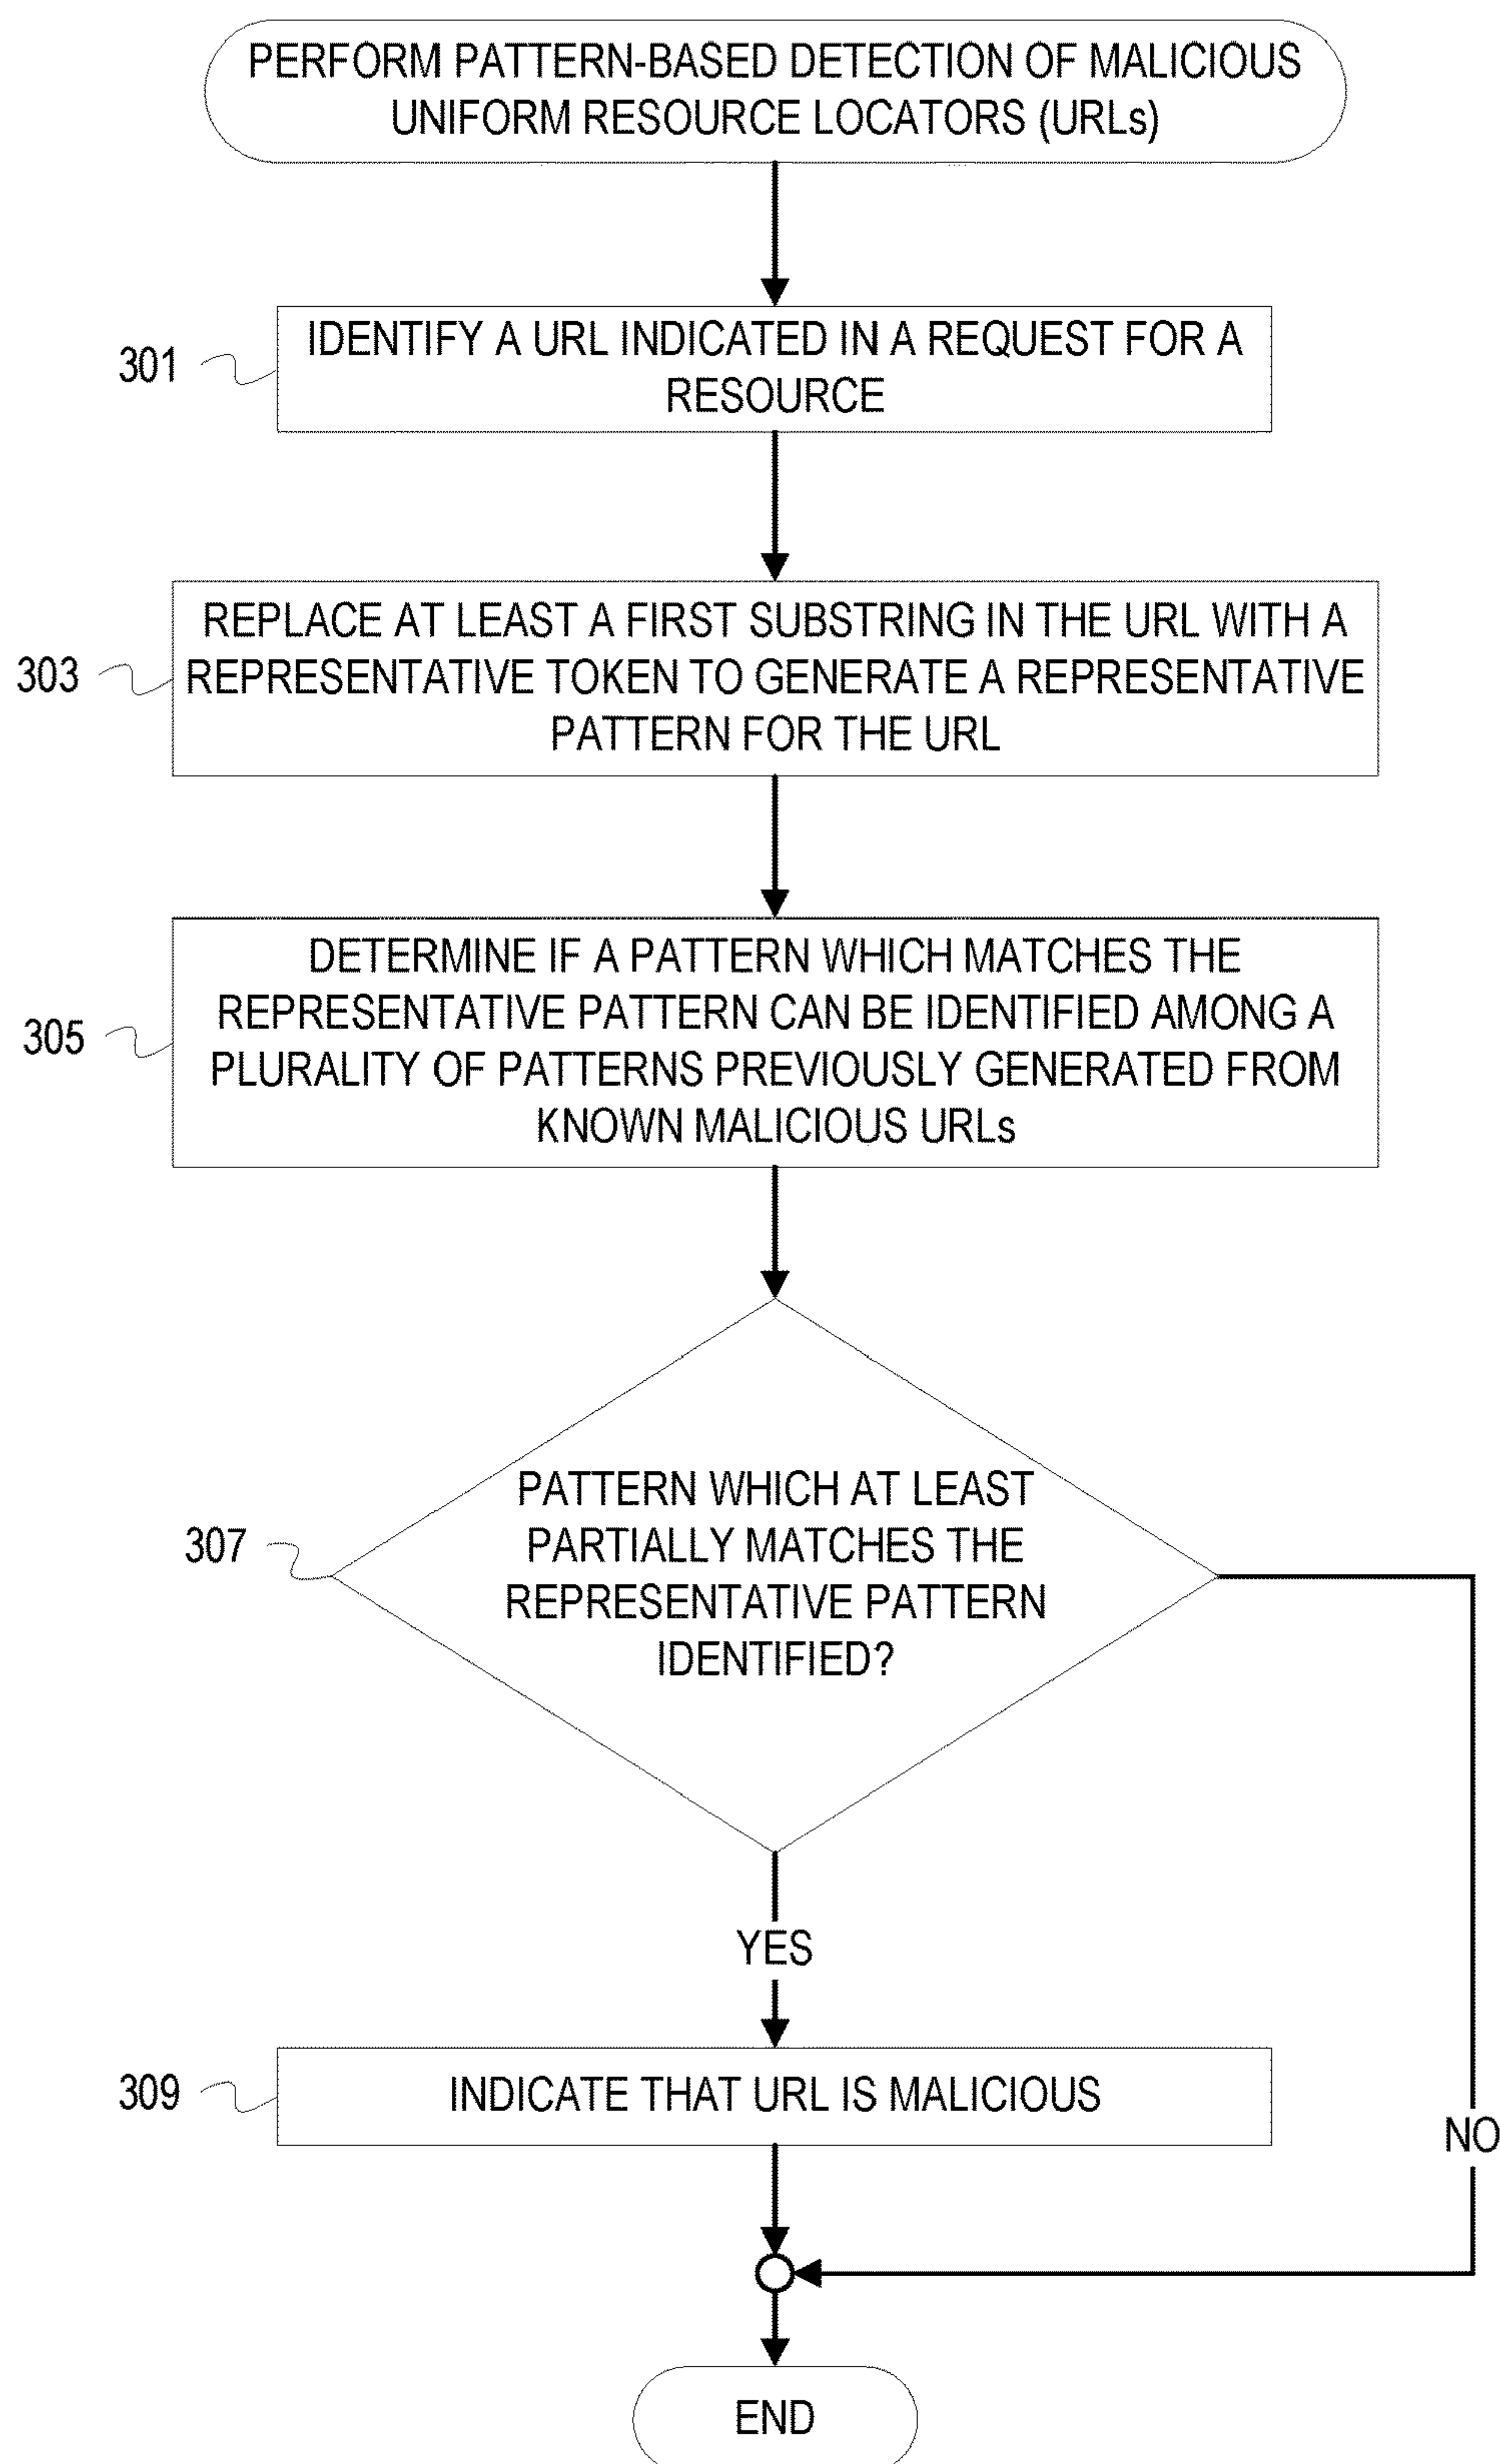 PERFORM PATTERN-BASED DETECTION OF MALICIOUS
UNIFORM RESOURCE LOCATORS (URLs)
301
IDENTIFY A URL INDICATED IN A REQUEST FOR A
RESOURCE
303
REPLACE AT LEAST A FIRST SUBSTRING IN THE URL WITH A
REPRESENTATIVE TOKEN TO GENERATE A REPRESENTATIVE
PATTERN FOR THE URL
305
DETERMINE IF A PATTERN WHICH MATCHES THE
REPRESENTATIVE PATTERN CAN BE IDENTIFIED AMONG A
PLURALITY OF PATTERNS PREVIOUSLY GENERATED FROM
KNOWN MALICIOUS URLs
307
PATTERN WHICH AT LEAST
PARTIALLY MATCHES THE
REPRESENTATIVE PATTERN
IDENTIFIED?
YES
309
INDICATE THAT URL IS MALICIOUS
NO
END